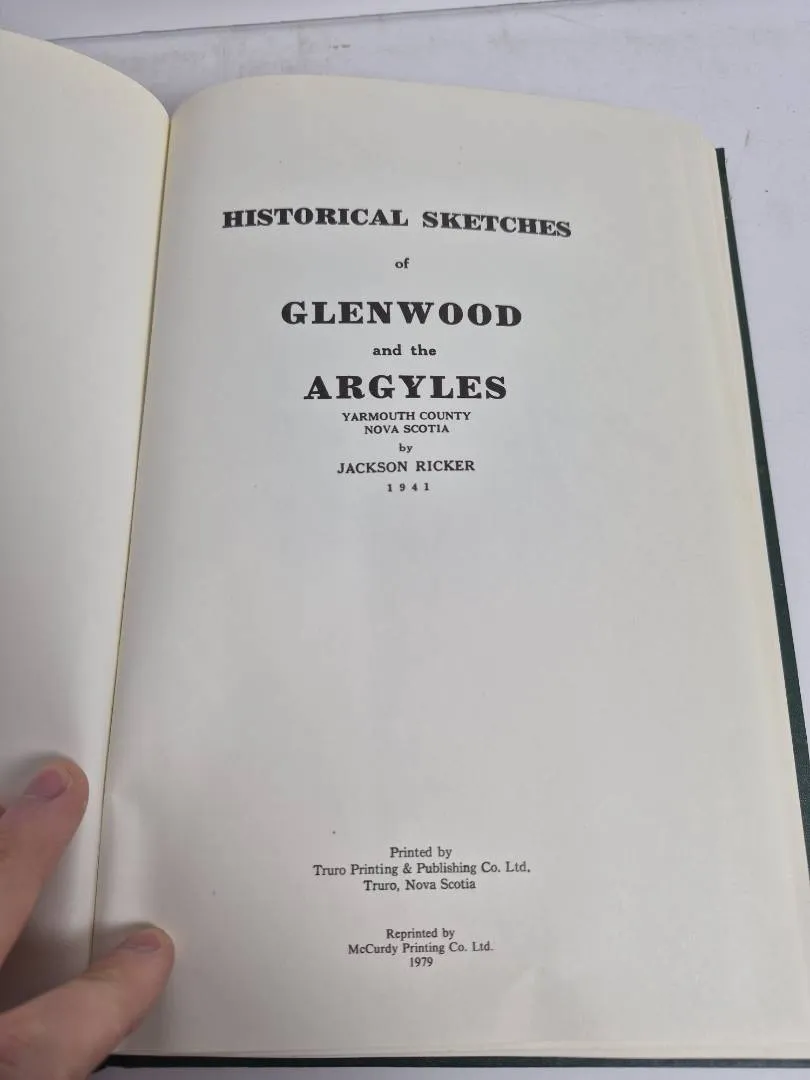 HISTORICAL SKETCHES
of
GLENWOOD
and the
ARGYLES
YARMOUTH COUNTY
NOVA SCOTIA
by
JACKSON RICKER
1941
Printed by
Truro Printing & Publishing Co. Ltd.
Truro, Nova Scotia
Reprinted by
McCurdy Printing Co. Ltd.
1979